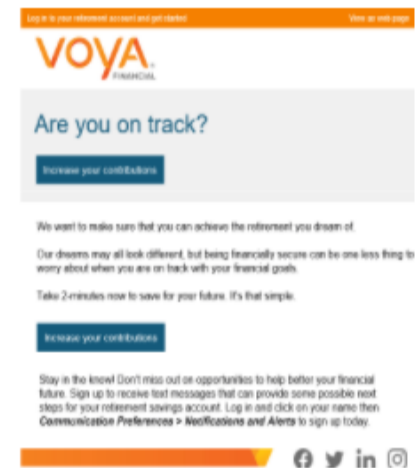 Log in to your retirement account and get started
View as web page
VOYA
FINANCIAL
Are you on track?
Increase your contributions
We want to make sure that you can achieve the retirement you dream of.
Our dreams may all look different, but being financially secure can be one less thing to
worry about when you are on track with your financial goals.
Take 2-minutes now to save for your future. It's that simple.
Increase your contributions
Stay in the know! Don't miss out on opportunities to help better your financial
future. Sign up to receive text messages that can provide some possible next
steps for your retirement savings account. Log in and click on your name then
Communication Preferences > Notifications and Alerts to sign up today.